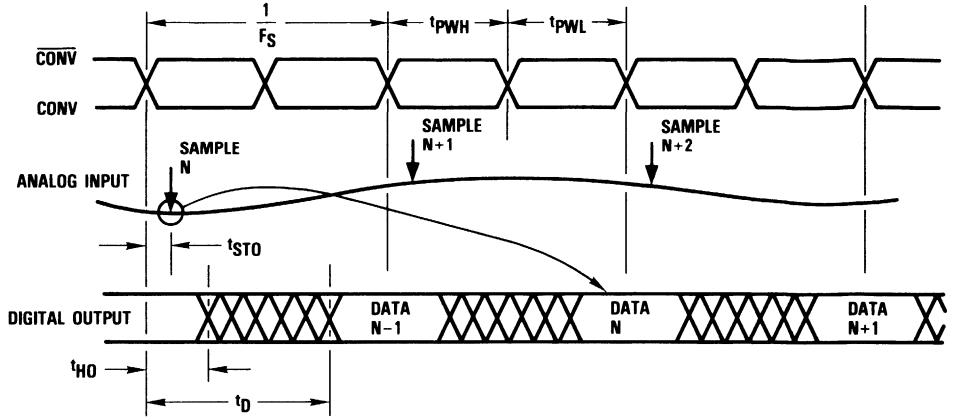 1
F_S
t_PWH
t_PWL
C̅O̅N̅V̅
CONV
SAMPLE
N
SAMPLE
N+1
SAMPLE
N+2
ANALOG INPUT
t_STO
DIGITAL OUTPUT
DATA
N-1
DATA
N
DATA
N+1
t_HO
t_D